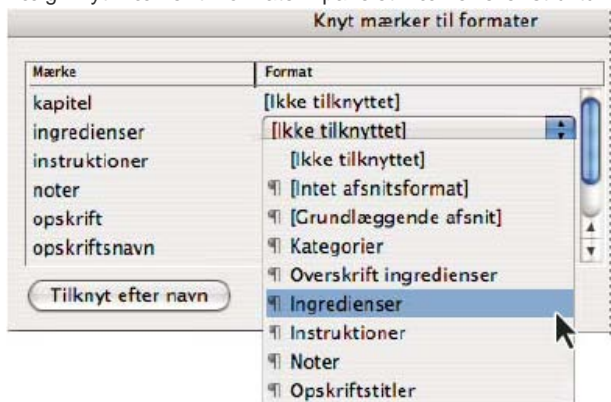 Knyt mærker til formater
Mærke Format
kapitel [Ikke tilknyttet]
ingredienser [Ikke tilknyttet]
instruktioner [Ikke tilknyttet]
noter ¶ [Intet afsnitsformat]
opskrift ¶ [Grundlæggende afsnit]
opskriftsnavn ¶ Kategorier
¶ Overskrift ingredienser
Tilknyt efter navn ¶ Ingredienser
¶ Instruktioner
¶ Noter
¶ Opskriftstitler